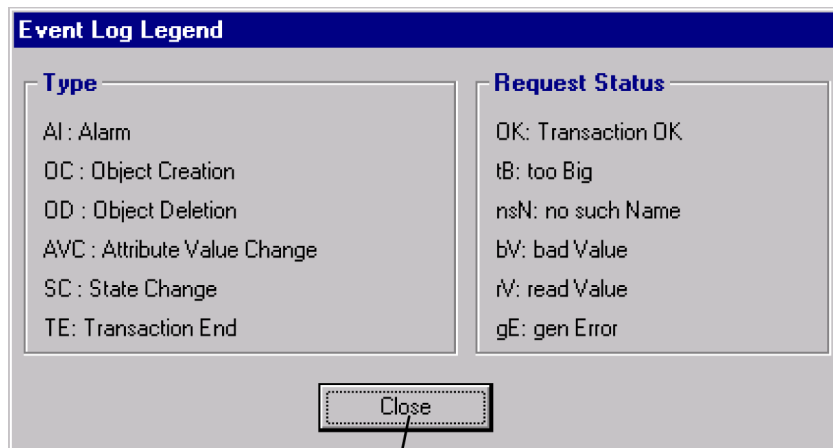 Event Log Legend
Type
Al : Alarm
OC : Object Creation
OD : Object Deletion
AVC : Attribute Value Change
SC : State Change
TE: Transaction End
Request Status
OK: Transaction OK
tB: too Big
nsN: no such Name
bV: bad Value
rV: read Value
gE: gen Error
Close